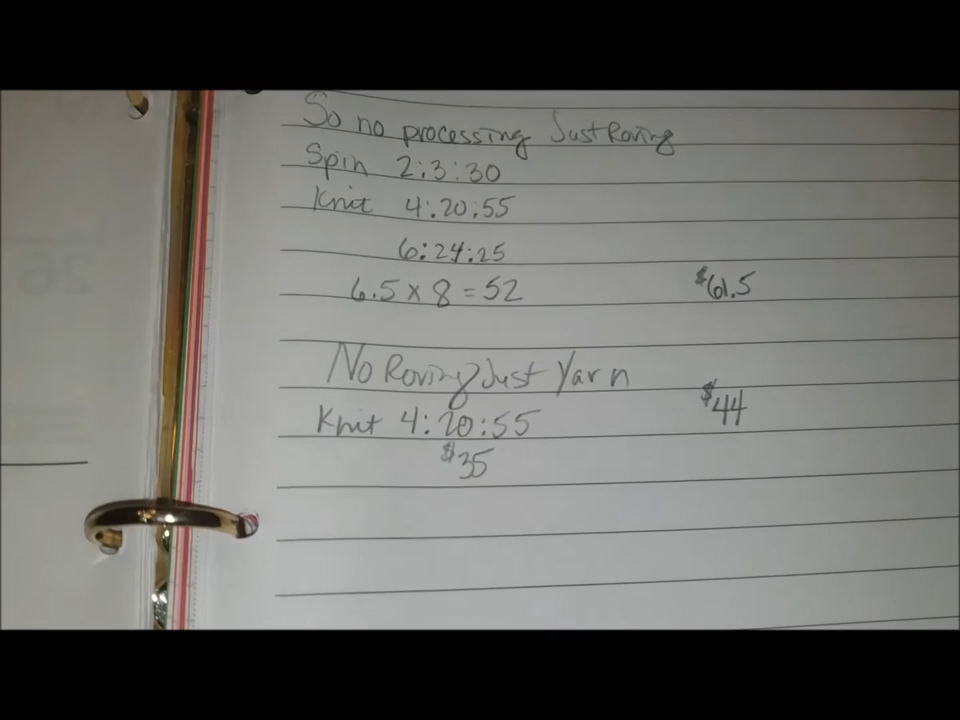 So no processing Just Roving
Spin 2:3:30
Knit 4:20:55
6:24:25
6.5 x 8 = 52 $61.5
No Roving Just Yarn
$44
Knit 4:20:55
$35
26